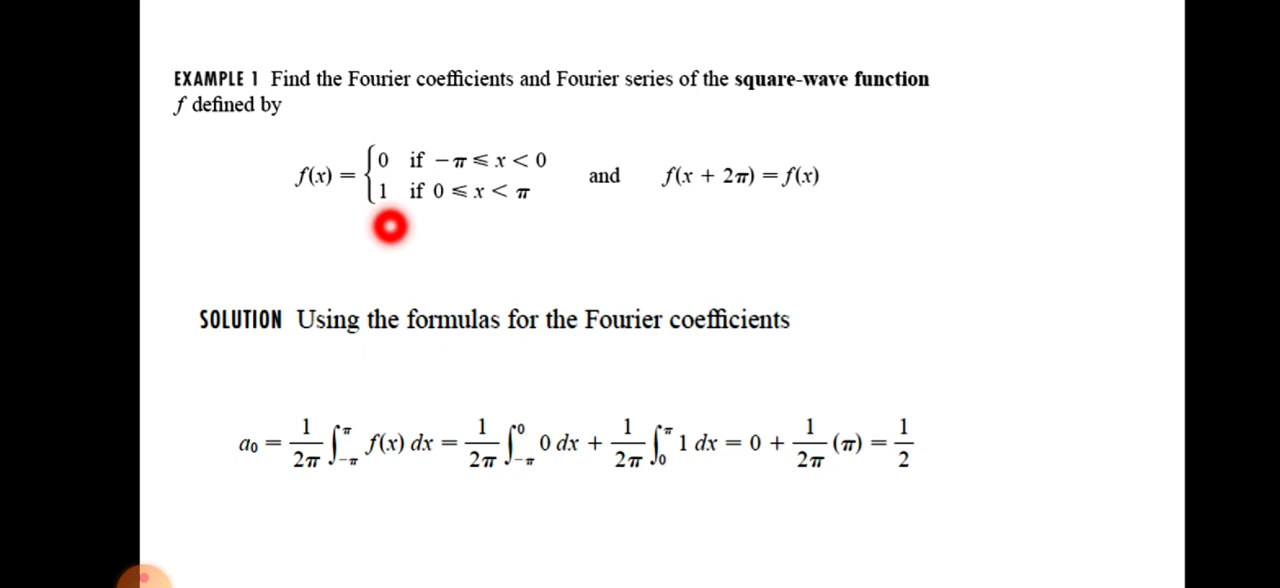 EXAMPLE 1 Find the Fourier coefficients and Fourier series of the square-wave function
f defined by
f(x) = { 0 if −π ≤ x < 0
1 if 0 ≤ x < π and f(x + 2π) = f(x)
SOLUTION Using the formulas for the Fourier coefficients
a₀ = 1/2π ∫_{−π}^{π} f(x) dx = 1/2π ∫_{−π}^{0} 0 dx + 1/2π ∫_{0}^{π} 1 dx = 0 + 1/2π (π) = 1/2